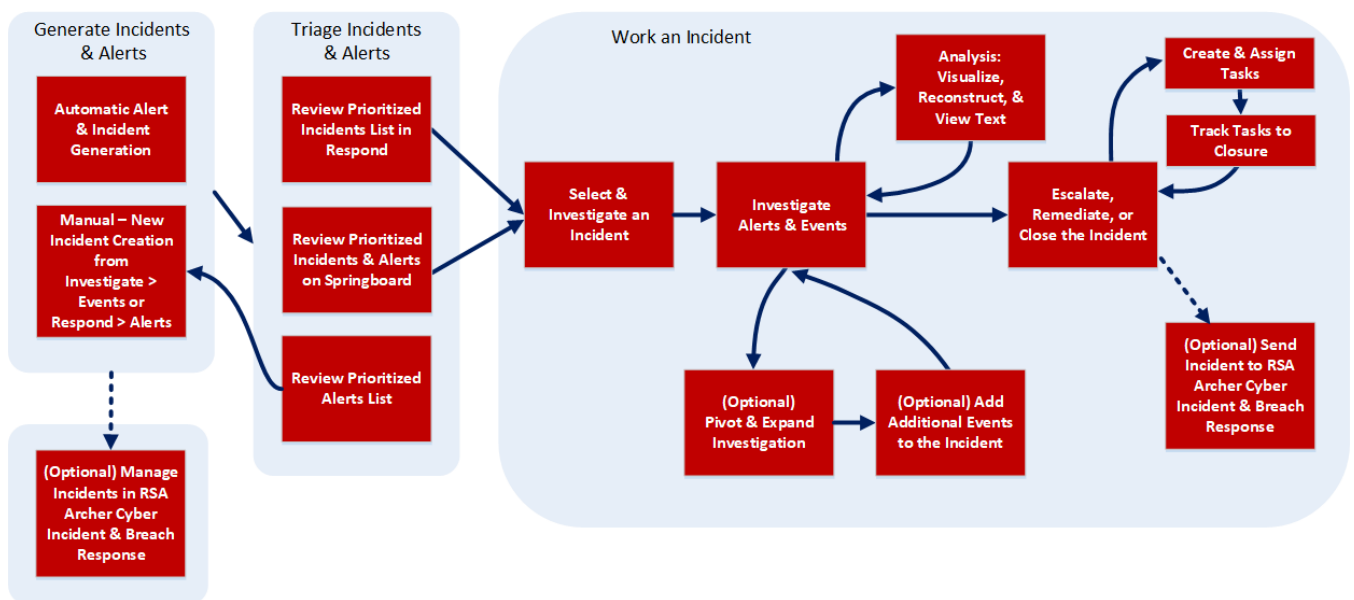 Generate Incidents
& Alerts
Automatic Alert
& Incident
Generation
Manual – New
Incident Creation
from
Investigate >
Events or
Respond > Alerts
(Optional) Manage
Incidents in RSA
Archer Cyber
Incident & Breach
Response
Triage Incidents
& Alerts
Review Prioritized
Incidents List in
Respond
Review Prioritized
Incidents & Alerts
on Springboard
Review Prioritized
Alerts List
Work an Incident
Select &
Investigate an
Incident
Investigate
Alerts & Events
Analysis:
Visualize,
Reconstruct, &
View Text
(Optional)
Pivot & Expand
Investigation
(Optional) Add
Additional Events
to the Incident
Escalate,
Remediate, or
Close the Incident
Create & Assign
Tasks
Track Tasks to
Closure
(Optional) Send
Incident to RSA
Archer Cyber
Incident & Breach
Response